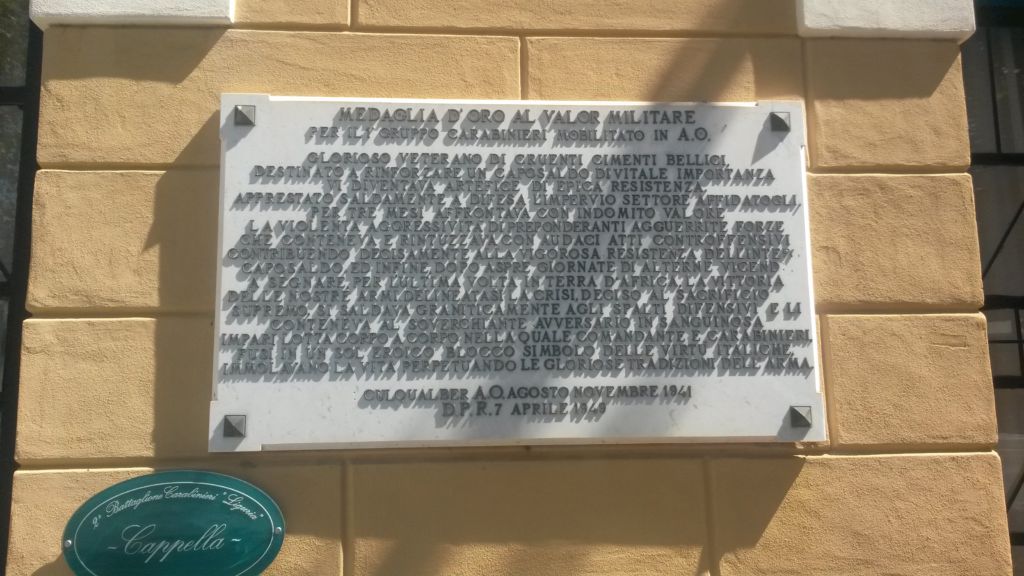 MEDAGLIA D'ORO AL VALOR MILITARE
PER IL 1° GRUPPO CARABINIERI MOBILITATO IN A.O.
GLORIOSO VETERANO DI CRUENTI CIMENTI BELLICI,
DESTINATO A RINFORZARE UN CAPOSALDO DI VITALE IMPORTANZA
VI DIVENTAVA ARTEFICE DI EPICA RESISTENZA
APPRESTATO SALDAMENTE A DIFESA L'IMPERVIO SETTORE AFFIDATOGLI,
PER TRE MESI AFFRONTAVA CON INDOMITO VALORE
LA VIOLENTA AGGRESSIVITÀ DI PREPONDERANTI AGGUERRITE FORZE
CHE CONTENEVA E RINTUZZAVA CON AUDACI ATTI CONTROFFENSIVI
CONTRIBUENDO DECISAMENTE ALLA VIGOROSA RESISTENZA DELL'INTERO
CAPOSALDO ED INFINE, DOPO ASPRE GIORNATE DI ALTERNE VICENDE
A SEGNARE PER L'ULTIMA VOLTA IN TERRA D'AFRICA LA VITTORIA
DELLE NOSTRE ARMI. DELINEATASI LA CRISI, DECISO AL SACRIFICIO
SUPREMO, SI SALDAVA GRANITICAMENTE AGLI SPALTI DIFENSIVI E LI
CONTENEVA AL SOVERCHIANTE AVVERSARIO IN SANGUINOSA
IMPARI LOTTA CORPO A CORPO NELLA QUALE COMANDANTE E CARABINIERI
FUSI IN UN SOL EROICO BLOCCO SIMBOLO DELLE VIRTÙ ITALICHE
IMMOLAVANO LA VITA PERPETUANDO LE GLORIOSE TRADIZIONI DELL'ARMA.
CULQUALBER A.O. AGOSTO NOVEMBRE 1941
D.P.R. 7 APRILE 1949
2° Battaglione Carabinieri "Liguria"
~ Cappella ~